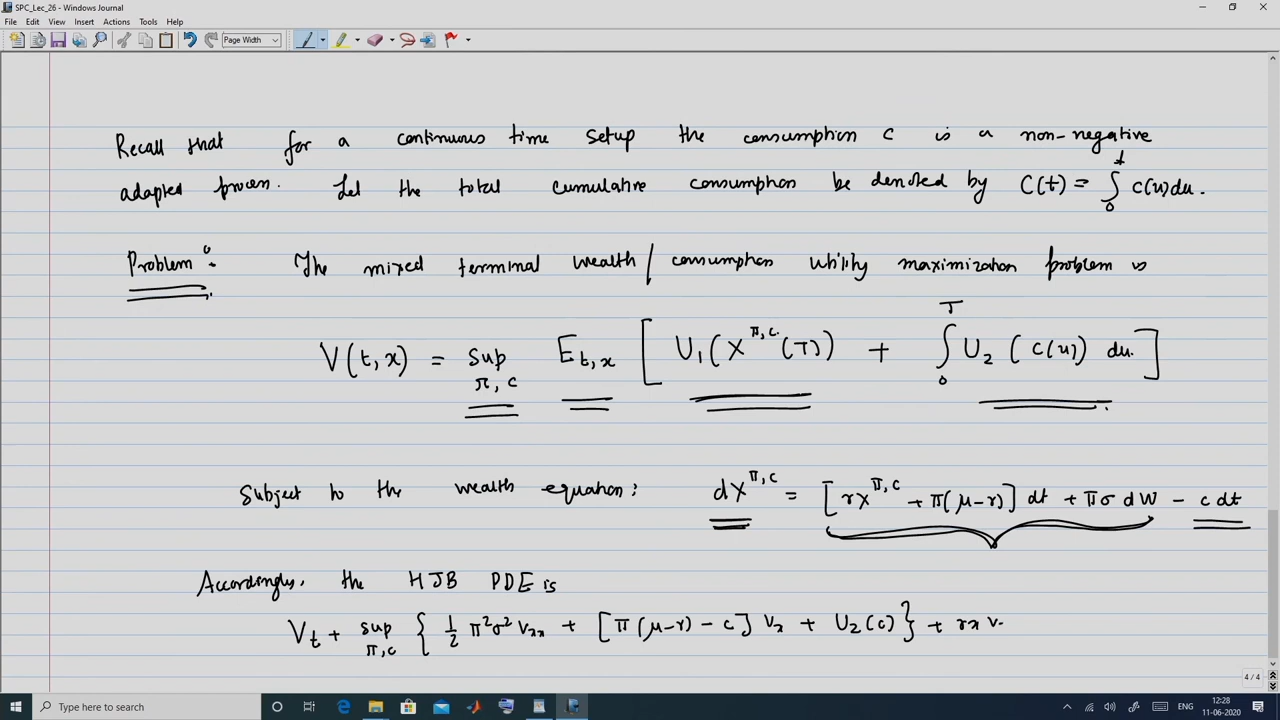 SPC_Lec_26 - Windows Journal
File Edit View Insert Actions Tools Help
Page Width
Recall that for a continuous time setup the consumption c is a non-negative
adapted process. Let the total cumulative consumption be denoted by C(t) = ∫₀ᵗ c(u)du.
Problem : The mixed terminal wealth / consumption utility maximization problem is
V(t,x) = sup_{π,c} E_{t,x} [ U₁(X^{π,c}(T)) + ∫₀ᵀ U₂(c(u) du. ]
Subject to the wealth equation: dX^{π,c} = [rX^{π,c} + π(μ-r)] dt + πσ dW - c dt
Accordingly, the HJB PDE is
V_t + sup_{π,c} { 1/2 π²σ² V_{xx} + [π(μ-r) - c] V_x + U₂(c) } + rx V
4 / 4
Type here to search
ENG
12:28
11-06-2020